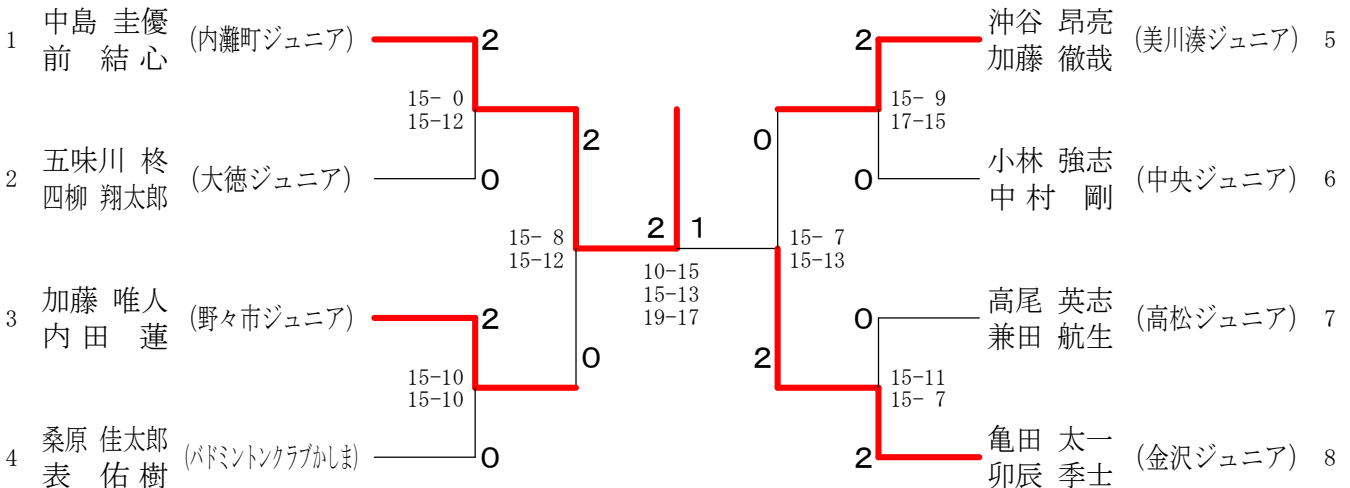 1 中島 圭優 (内灘町ジュニア)
前 結心
2
15- 0
15-12
2 五味川 柊 (大徳ジュニア)
四柳 翔太郎
0
2
15- 8
15-12
3 加藤 唯人 (野々市ジュニア)
内田 蓮
2
15-10
15-10
0
4 桑原 佳太郎 (バドミントンクラブかしま)
表 佑樹
0
2 1
10-15
15-13
19-17
沖谷 昂亮 (美川湊ジュニア) 5
加藤 徹哉
2
15- 9
17-15
0
小林 強志 (中央ジュニア) 6
中村 剛
0
15- 7
15-13
高尾 英志 (高松ジュニア) 7
兼田 航生
0
2
15-11
15- 7
亀田 太一 (金沢ジュニア) 8
卯辰 季士
2